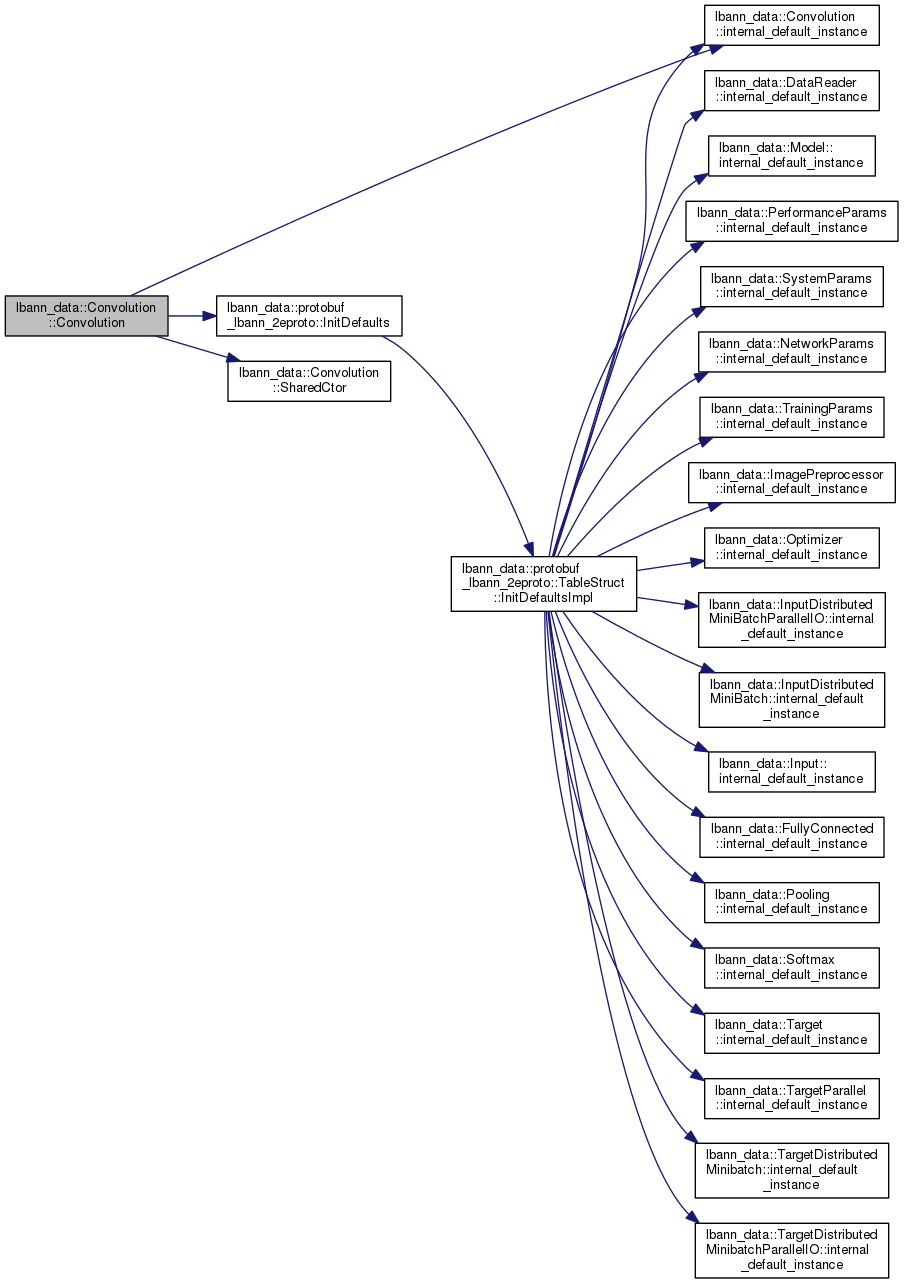 lbann_data::Convolution
::Convolution
lbann_data::protobuf
_lbann_2eproto::InitDefaults
lbann_data::Convolution
::SharedCtor
lbann_data::protobuf
_lbann_2eproto::TableStruct
::InitDefaultsImpl
lbann_data::Convolution
::internal_default_instance
lbann_data::DataReader
::internal_default_instance
lbann_data::Model::
internal_default_instance
lbann_data::PerformanceParams
::internal_default_instance
lbann_data::SystemParams
::internal_default_instance
lbann_data::NetworkParams
::internal_default_instance
lbann_data::TrainingParams
::internal_default_instance
lbann_data::ImagePreprocessor
::internal_default_instance
lbann_data::Optimizer
::internal_default_instance
lbann_data::InputDistributed
MiniBatchParallelIO::internal
_default_instance
lbann_data::InputDistributed
MiniBatch::internal_default
_instance
lbann_data::Input::
internal_default_instance
lbann_data::FullyConnected
::internal_default_instance
lbann_data::Pooling
::internal_default_instance
lbann_data::Softmax
::internal_default_instance
lbann_data::Target
::internal_default_instance
lbann_data::TargetParallel
::internal_default_instance
lbann_data::TargetDistributed
Minibatch::internal_default
_instance
lbann_data::TargetDistributed
MinibatchParallelIO::internal
_default_instance